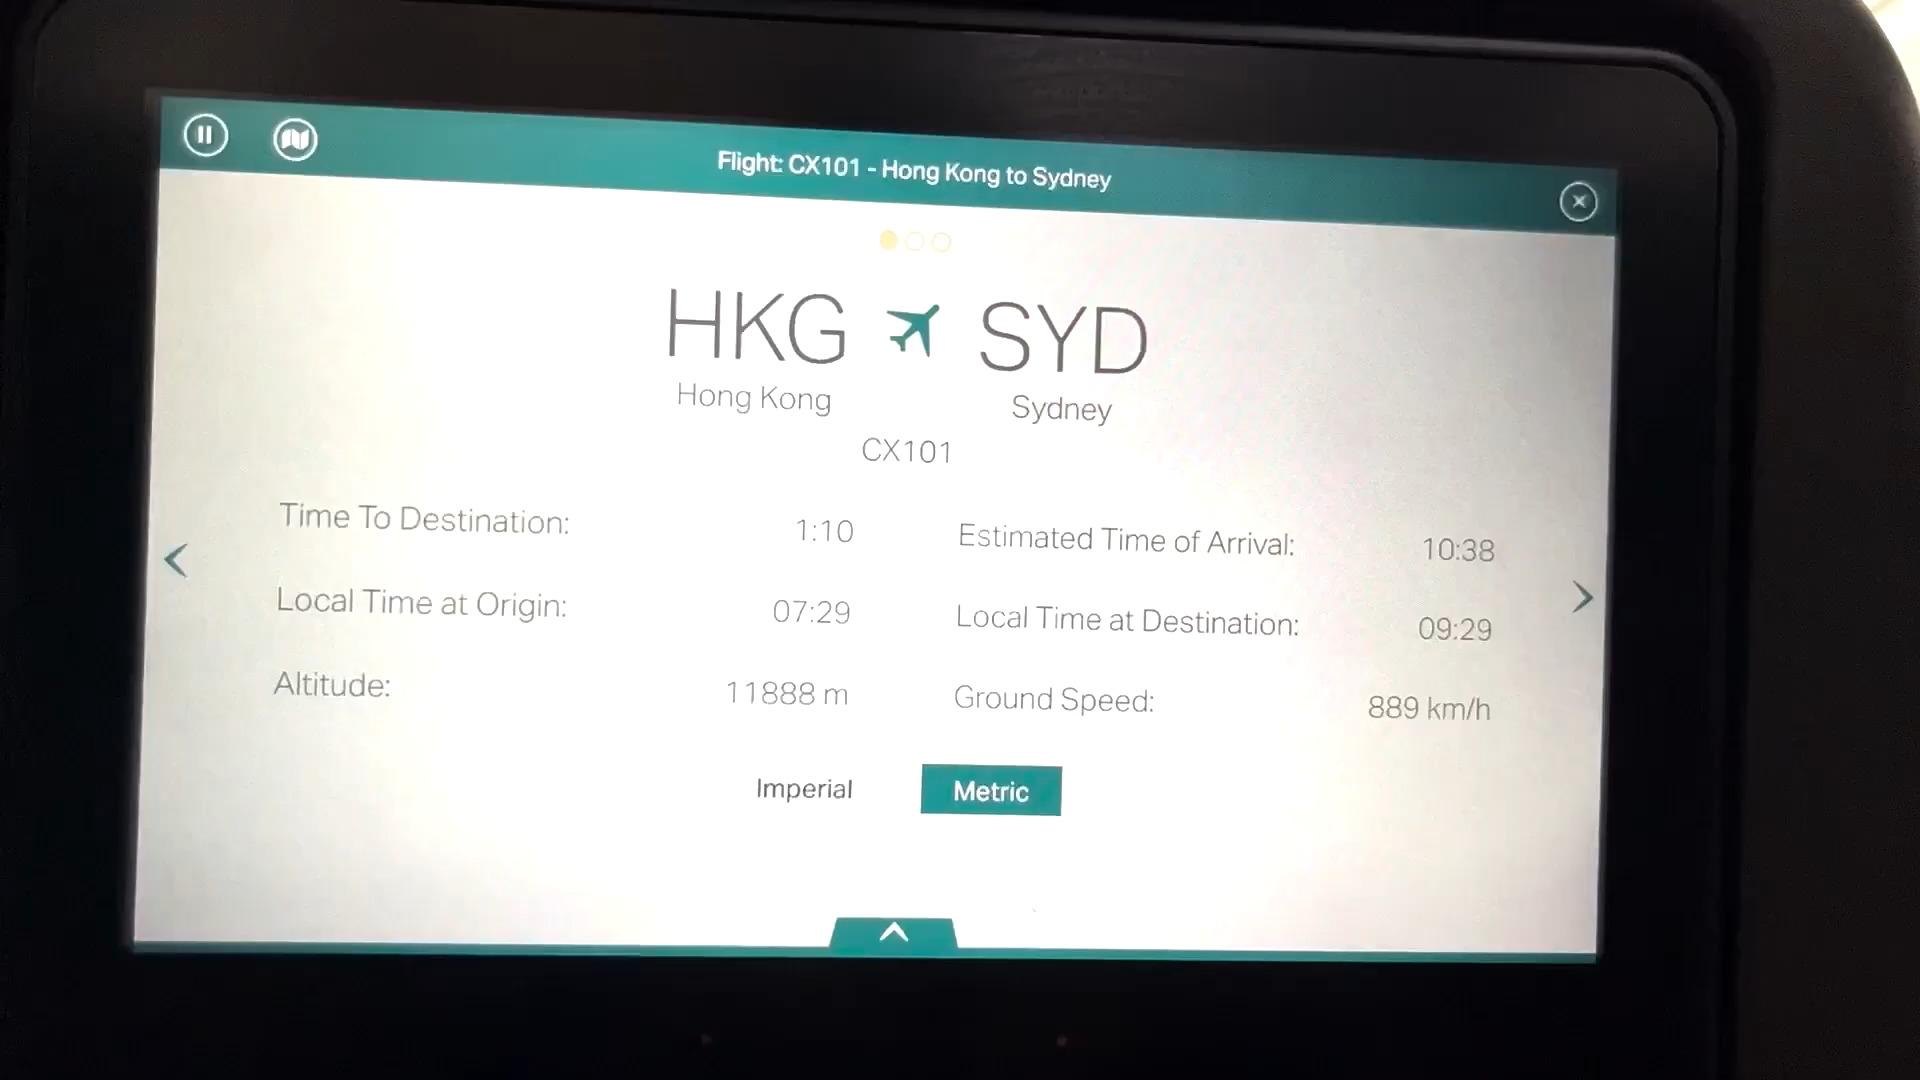 Flight: CX101 - Hong Kong to Sydney
HKG SYD
Hong Kong Sydney
CX101
Time To Destination: 1:10 Estimated Time of Arrival: 10:38
Local Time at Origin: 07:29 Local Time at Destination: 09:29
Altitude: 11888 m Ground Speed: 889 km/h
Imperial Metric